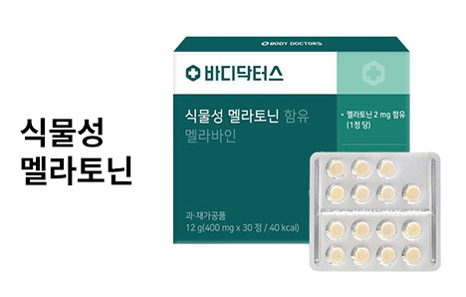 식물성
멜라토닌
BODY DOCTORS
바디닥터스
식물성 멜라토닌 함유
멜라바인
• 멜라토닌 2 mg 함유
(1정 당)
과·채가공품
12 g(400 mg x 30 정 / 40 kcal)